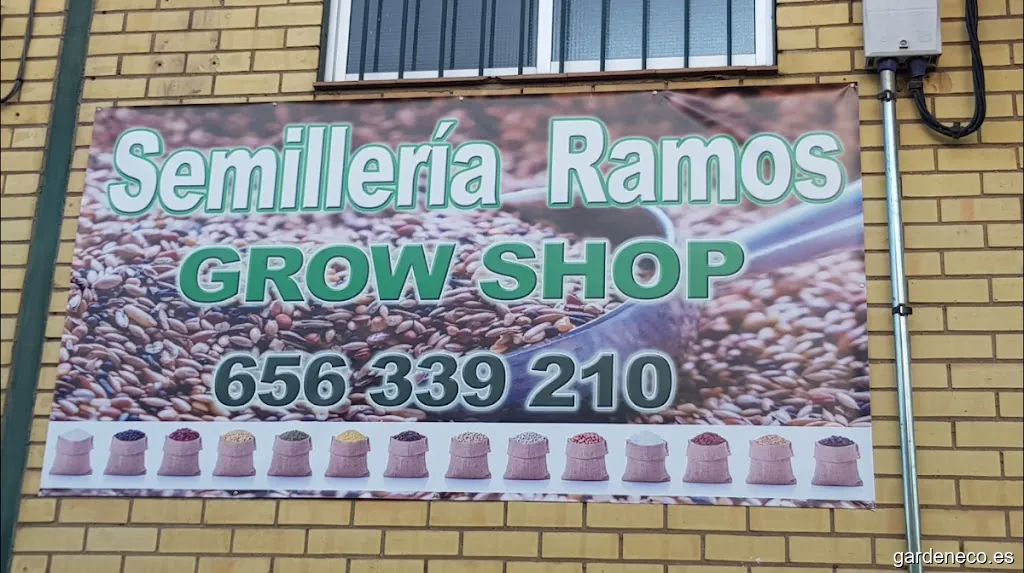 Semillería Ramos
GROW SHOP
656 339 210
gardeneco.es